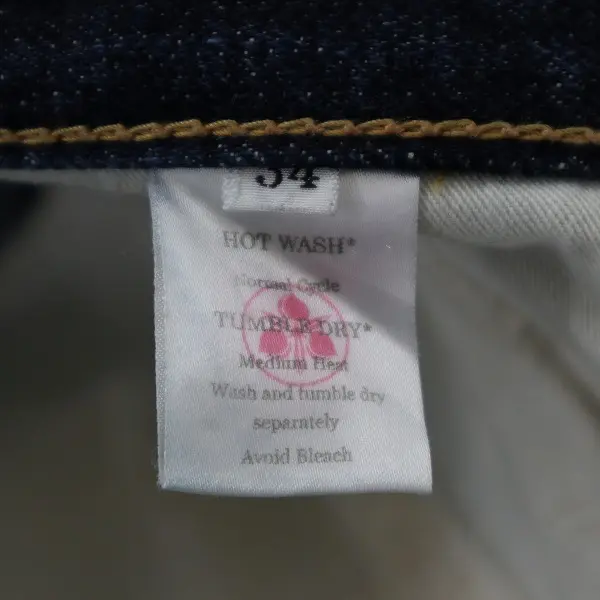 34
HOT WASH*
Normal Cycle
TUMBLE DRY*
Medium Heat
Wash and tumble dry
separately
Avoid Bleach